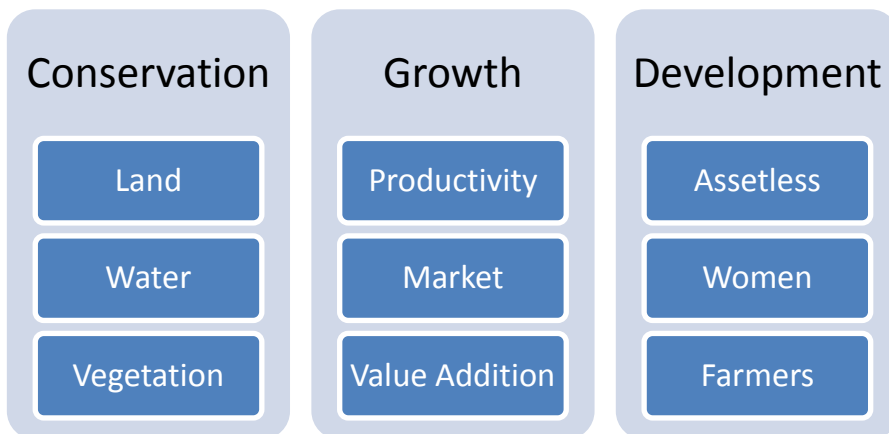 Conservation
Land
Water
Vegetation
Growth
Productivity
Market
Value Addition
Development
Assetless
Women
Farmers